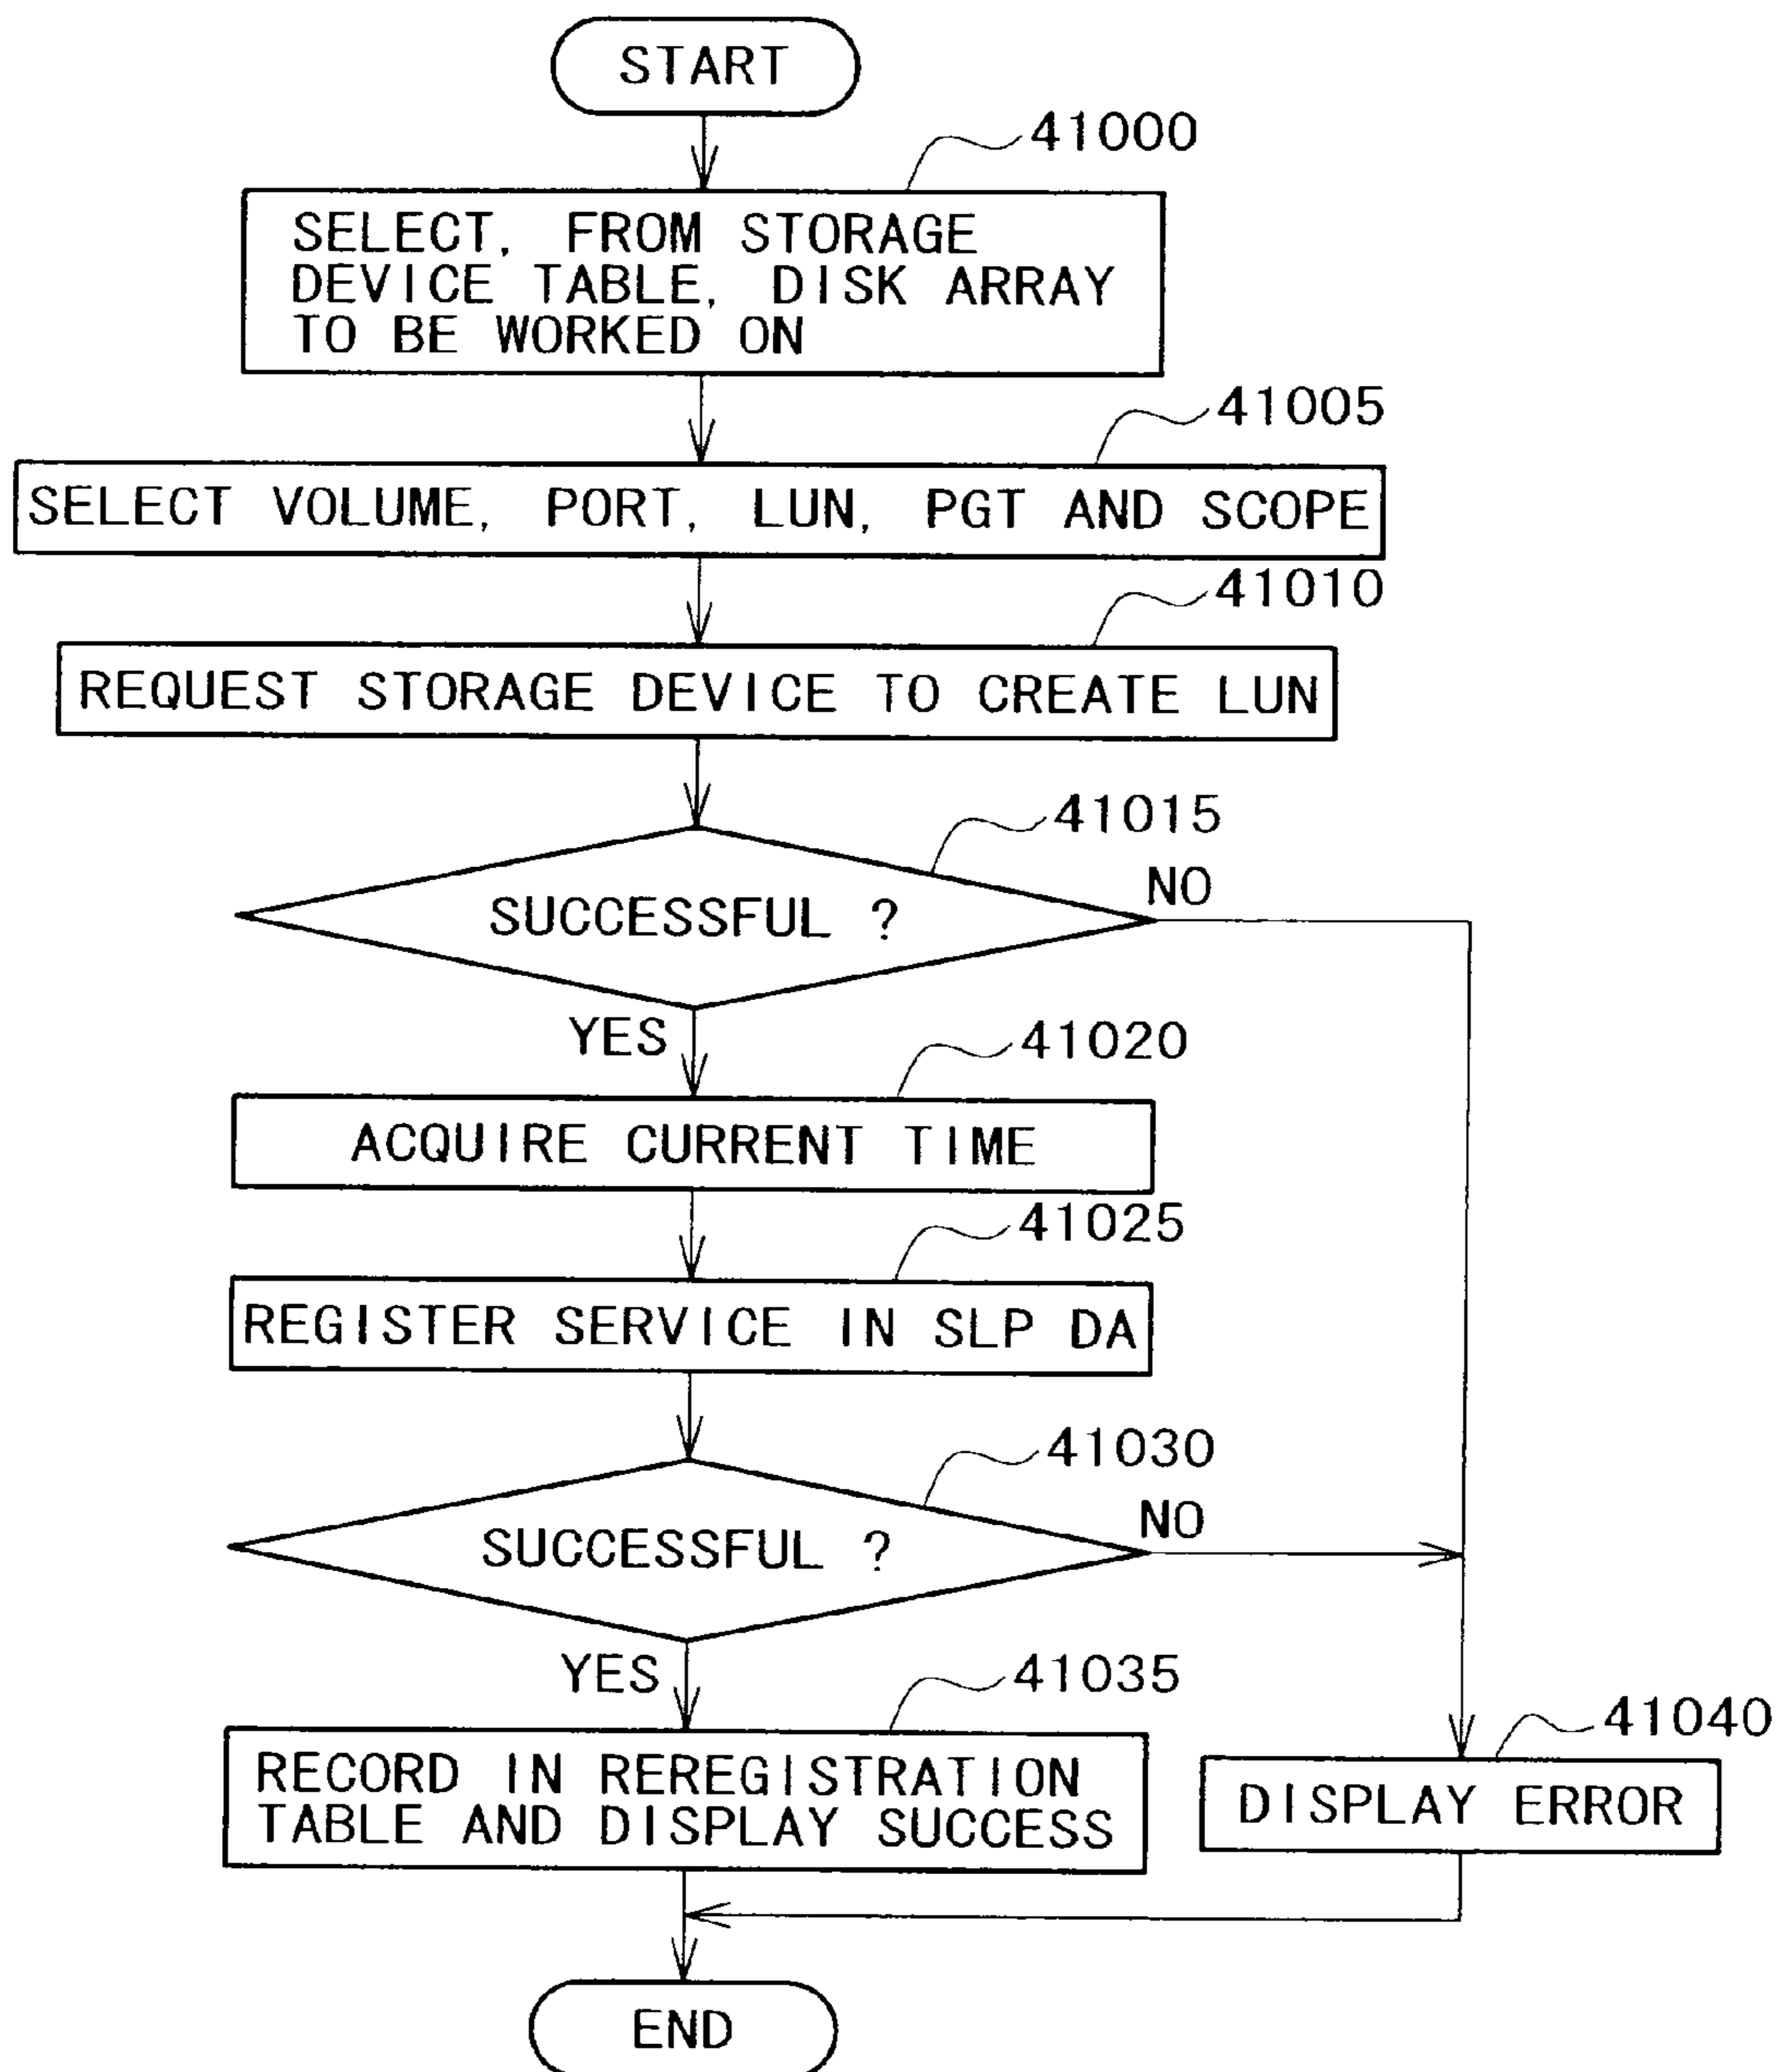 START
41000
SELECT, FROM STORAGE
DEVICE TABLE, DISK ARRAY
TO BE WORKED ON
41005
SELECT VOLUME, PORT, LUN, PGT AND SCOPE
41010
REQUEST STORAGE DEVICE TO CREATE LUN
41015
SUCCESSFUL ?
NO
YES
41020
ACQUIRE CURRENT TIME
41025
REGISTER SERVICE IN SLP DA
41030
SUCCESSFUL ?
NO
YES
41035
RECORD IN REREGISTRATION
TABLE AND DISPLAY SUCCESS
41040
DISPLAY ERROR
END